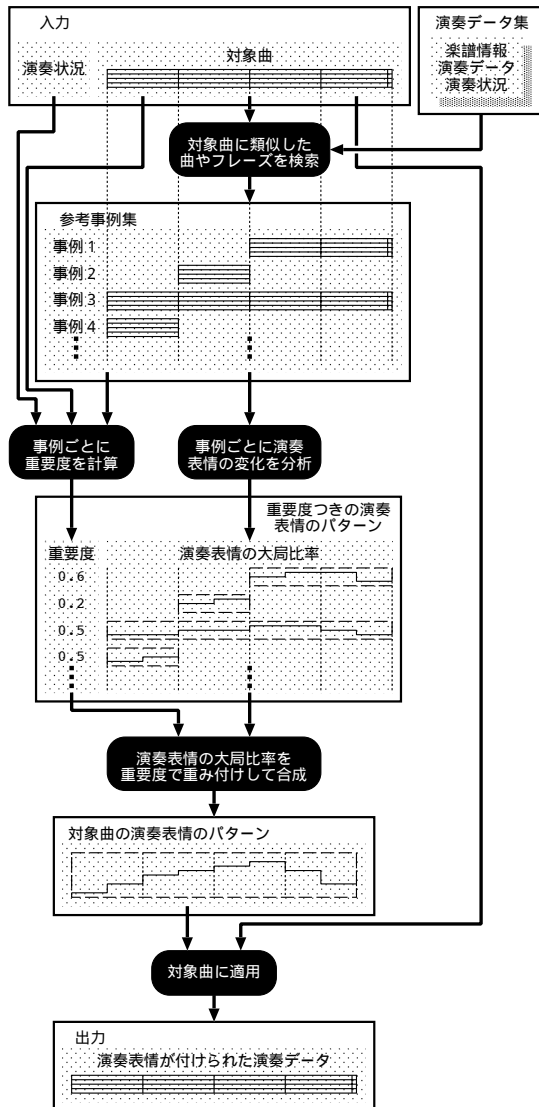 入力
演奏状況
対象曲
演奏データ集
楽譜情報
演奏データ
演奏状況
対象曲に類似した
曲やフレーズを検索
参考事例集
事例1
事例2
事例3
事例4
事例ごとに
重要度を計算
事例ごとに演奏
表情の変化を分析
重要度つきの演奏
表情のパターン
重要度
演奏表情の大局比率
0.6
0.2
0.5
0.5
演奏表情の大局比率を
重要度で重み付けして合成
対象曲の演奏表情のパターン
対象曲に適用
出力
演奏表情が付けられた演奏データ